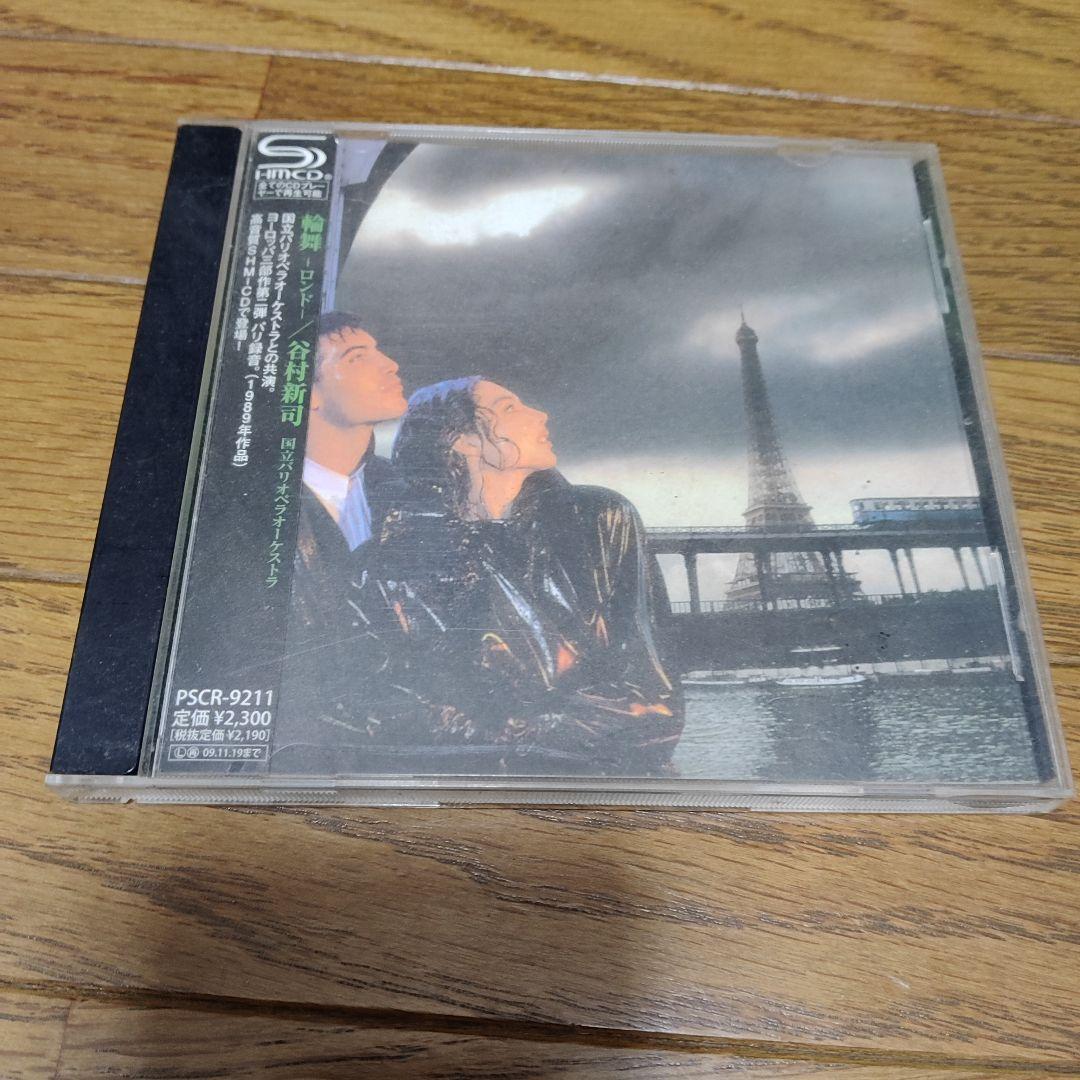 SHMCD®
全てのCDプレー
ヤーで再生可能
輪舞 -ロンド-／谷村新司 国立パリオペラオーケストラ
国立パリオペラオーケストラとの共演。
ヨーロッパ三部作第二弾 パリ録音。(1989年作品)
高音質SHM-CDで登場!
PSCR-9211
定価 ¥2,300
[税抜定価 ¥2,190]
Ⓛ㊢ 09.11.19まで